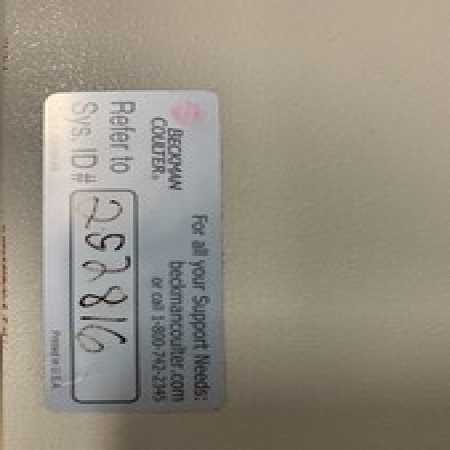 BECKMAN
COULTER®
For all your Support Needs:
beckmancoulter.com
or call 1-800-742-2345
Refer to
Sys. ID# 252816
Printed in U.S.A.